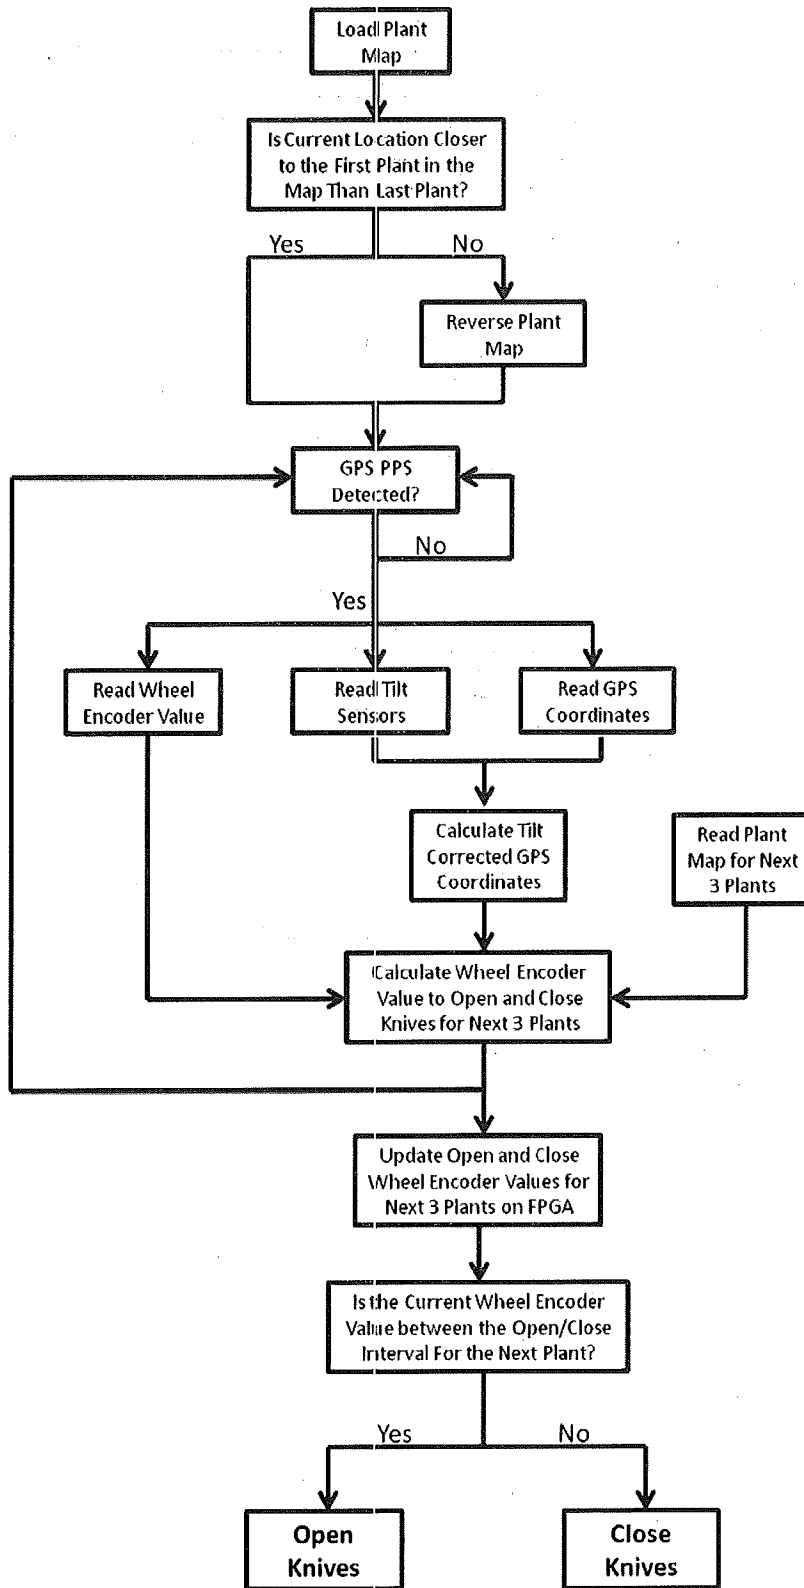 Load Plant
Map
Is Current Location Closer
to the First Plant in the
Map Than Last Plant?
Yes
No
Reverse Plant
Map
GPS PPS
Detected?
No
Yes
Read Wheel
Encoder Value
Read Tilt
Sensors
Read GPS
Coordinates
Calculate Tilt
Corrected GPS
Coordinates
Read Plant
Map for Next
3 Plants
Calculate Wheel Encoder
Value to Open and Close
Knives for Next 3 Plants
Update Open and Close
Wheel Encoder Values for
Next 3 Plants on FPGA
Is the Current Wheel Encoder
Value between the Open/Close
Interval For the Next Plant?
Yes
No
Open
Knives
Close
Knives